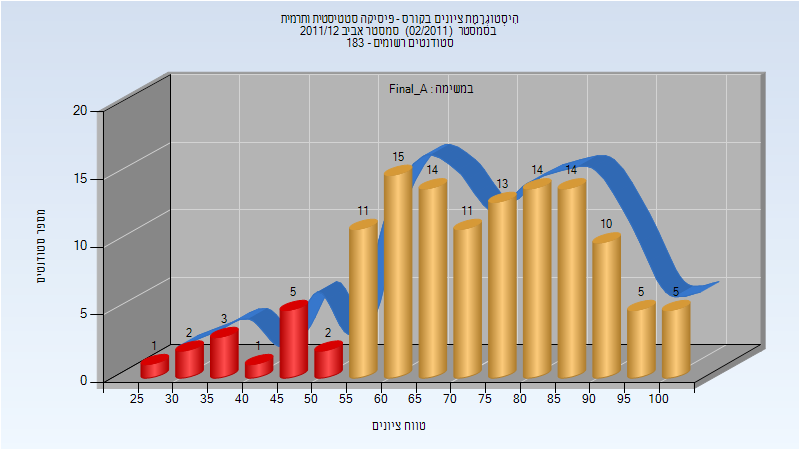 היסטוגרמת ציונים בקורס - פיסיקה סטטיסטית ותרמית
בסמסטר (02/2011) סמסטר אביב 2011/12
סטודנטים רשומים - 183
במשימה : Final_A
20
15
10
5
0
מספר סטודנטים
1 2 3 1 5 2 11 15 14 11 13 14 14 10 5 5
25 30 35 40 45 50 55 60 65 70 75 80 85 90 95 100
טווח ציונים